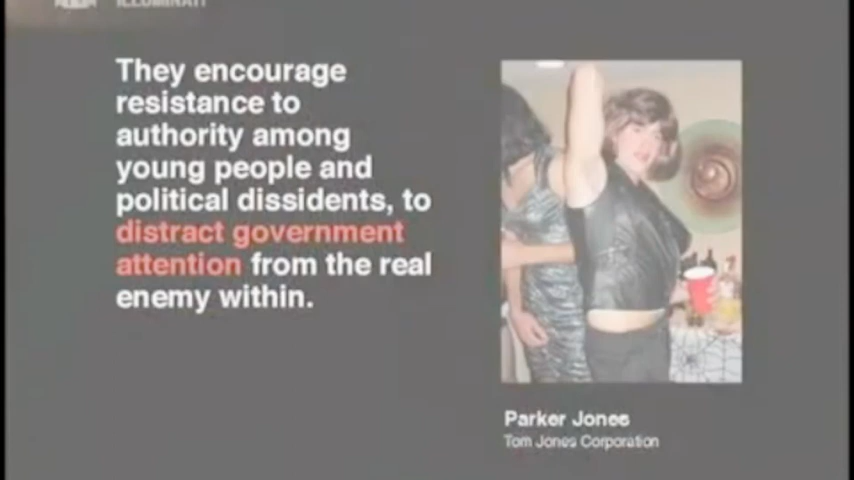 ILLUMINATI
They encourage
resistance to
authority among
young people and
political dissidents, to
distract government
attention from the real
enemy within.
Parker Jones
Tom Jones Corporation